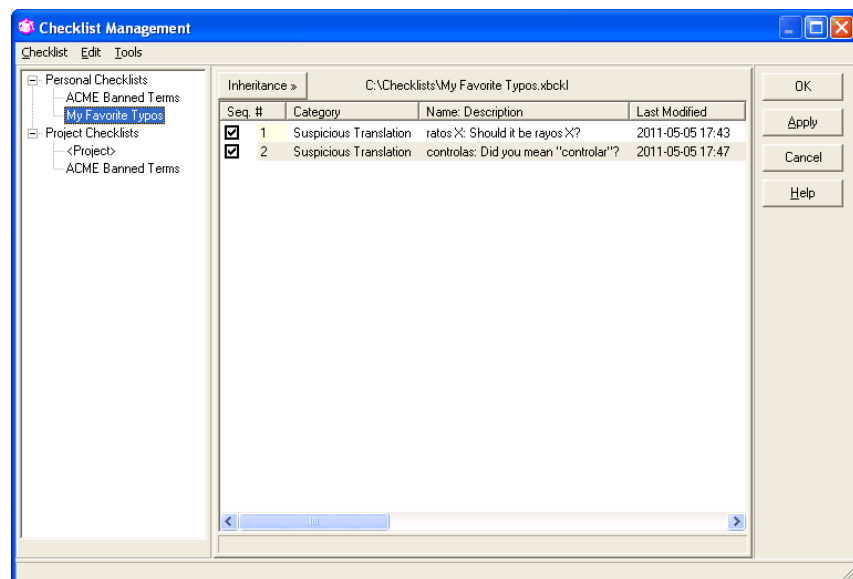 Checklist Management
Checklist Edit Tools
Personal Checklists
ACME Banned Terms
My Favorite Typos
Project Checklists
<Project>
ACME Banned Terms
Inheritance » C:\Checklists\My Favorite Typos.xbckl
Seq. # Category Name: Description Last Modified
1 Suspicious Translation ratos X: Should it be rayos X? 2011-05-05 17:43
2 Suspicious Translation controlas: Did you mean "controlar"? 2011-05-05 17:47
OK
Apply
Cancel
Help